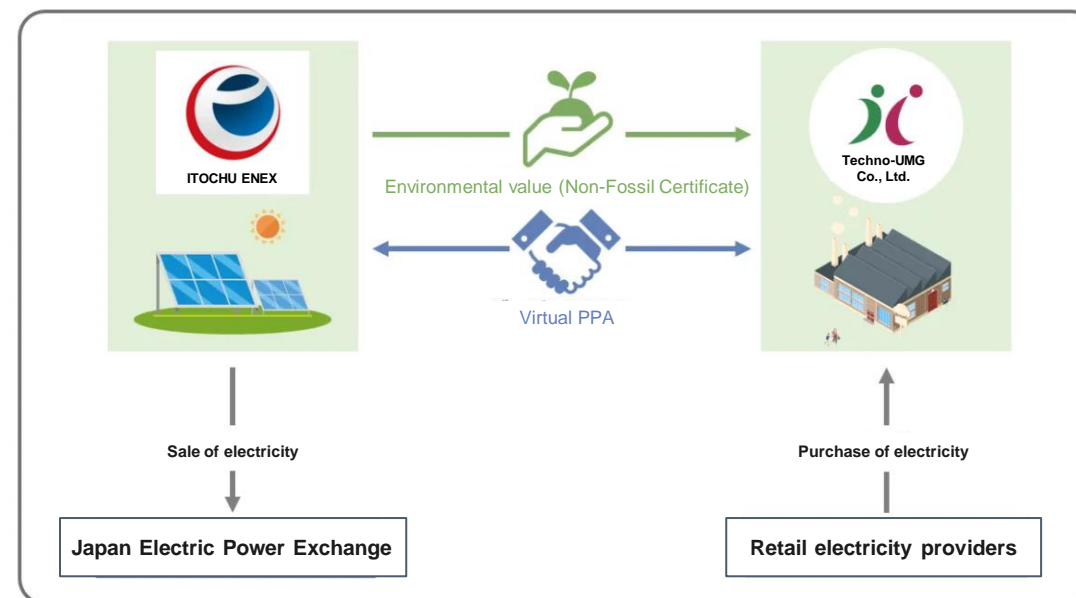 ITOCHU ENEX
Techno-UMG
Co., Ltd.
Environmental value (Non-Fossil Certificate)
Virtual PPA
Sale of electricity
Purchase of electricity
Japan Electric Power Exchange
Retail electricity providers